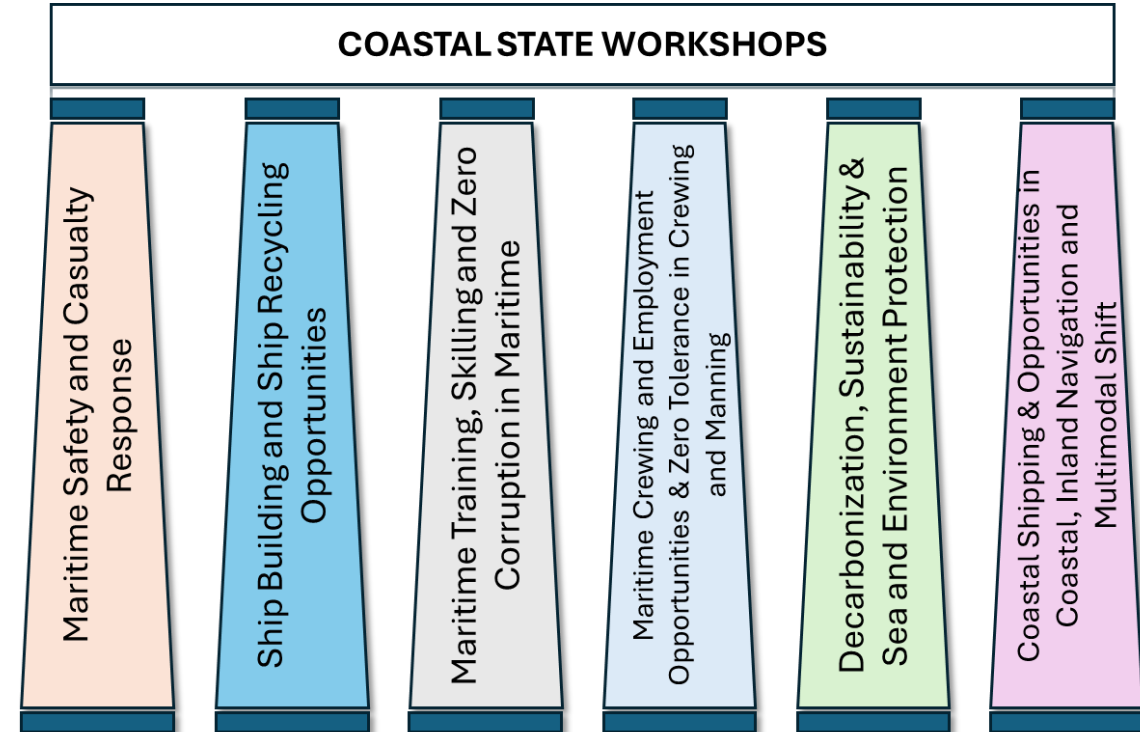 COASTAL STATE WORKSHOPS
Maritime Safety and Casualty
Response
Ship Building and Ship Recycling
Opportunities
Maritime Training, Skilling and Zero
Corruption in Maritime
Maritime Crewing and Employment
Opportunities & Zero Tolerance in Crewing
and Manning
Decarbonization, Sustainability &
Sea and Environment Protection
Coastal Shipping & Opportunities in
Coastal, Inland Navigation and
Multimodal Shift